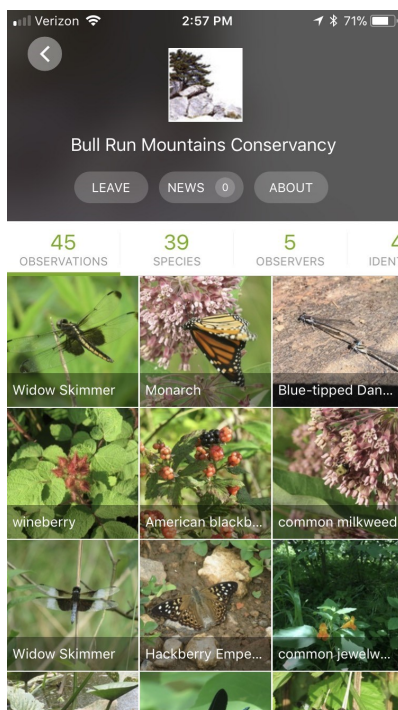 Verizon 2:57 PM 71%
Bull Run Mountains Conservancy
LEAVE NEWS 0 ABOUT
45 39 5
OBSERVATIONS SPECIES OBSERVERS IDENT
Widow Skimmer Monarch Blue-tipped Dan...
wineberry American blackb... common milkweed
Widow Skimmer Hackberry Empe... common jewelw...